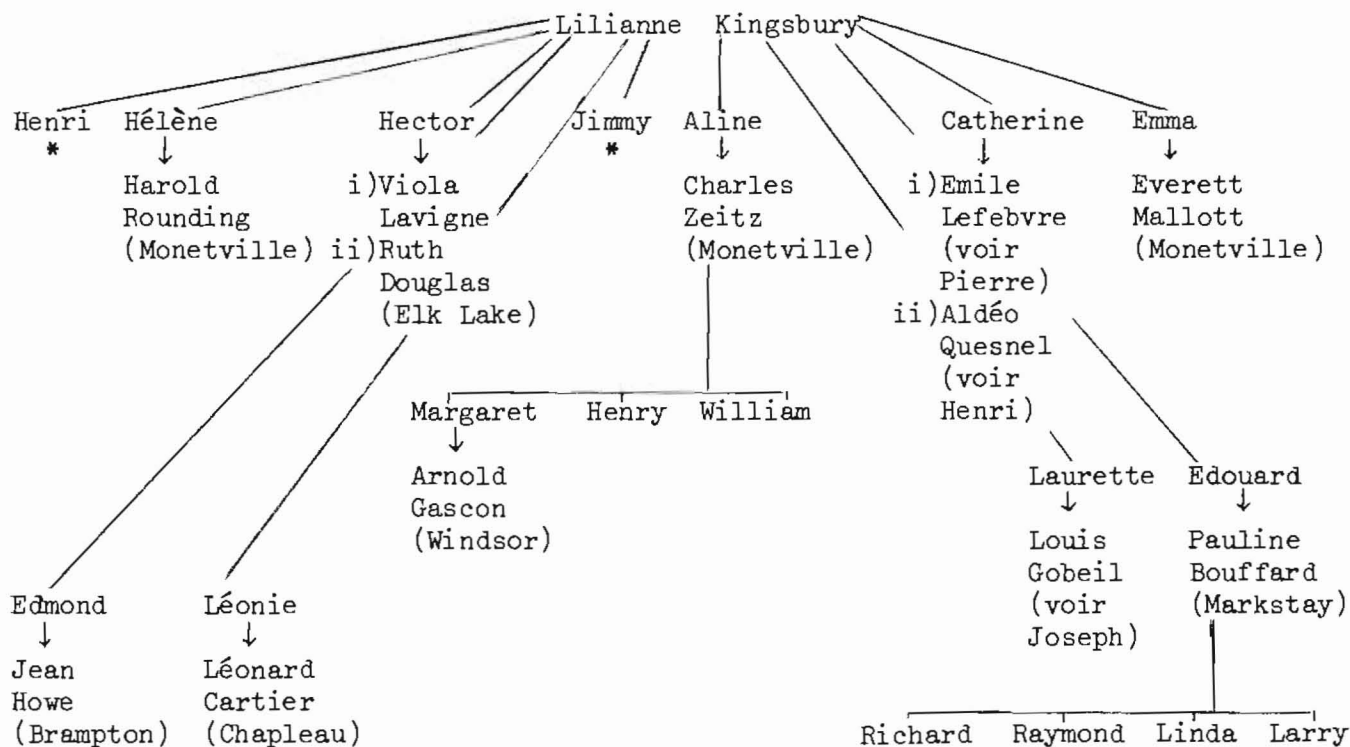 Lilianne Kingsbury
Henri Hélène Hector Jimmy Aline Catherine Emma
* ↓ ↓ * ↓ ↓ ↓
Harold i)Viola Charles i)Emile Everett
Rounding Lavigne Zeitz Lefebvre Mallott
(Monetville) ii)Ruth (Monetville) (voir (Monetville)
Douglas Pierre)
(Elk Lake) ii)Aldéo
Quesnel
(voir
Margaret Henry William Henri)
↓
Arnold Laurette Edouard
Gascon ↓ ↓
(Windsor) Louis Pauline
Gobeil Bouffard
Edmond Léonie (voir (Markstay)
↓ ↓ Joseph)
Jean Léonard
Howe Cartier
(Brampton) (Chapleau) Richard Raymond Linda Larry